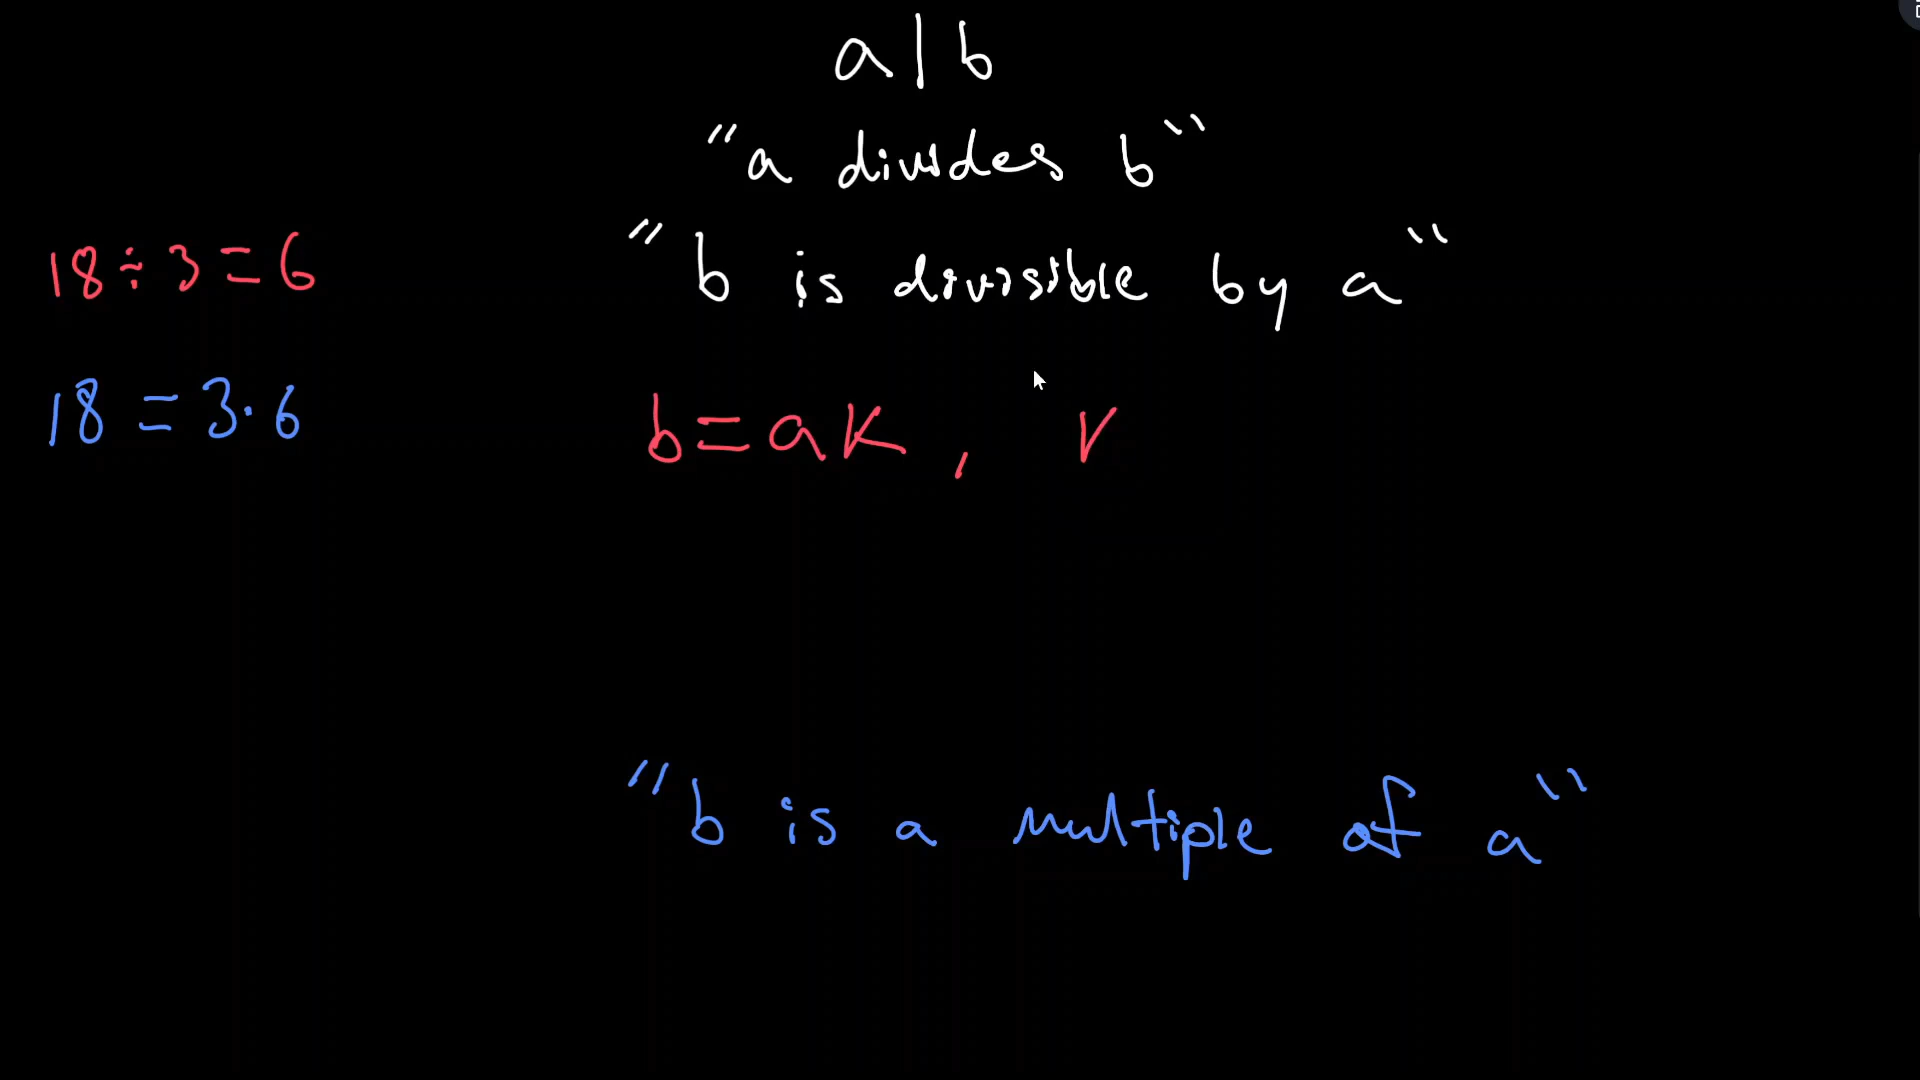 a|b
"a divides b"
"b is divisible by a"
18÷3=6
18=3·6
b=ak,
"b is a multiple of a"